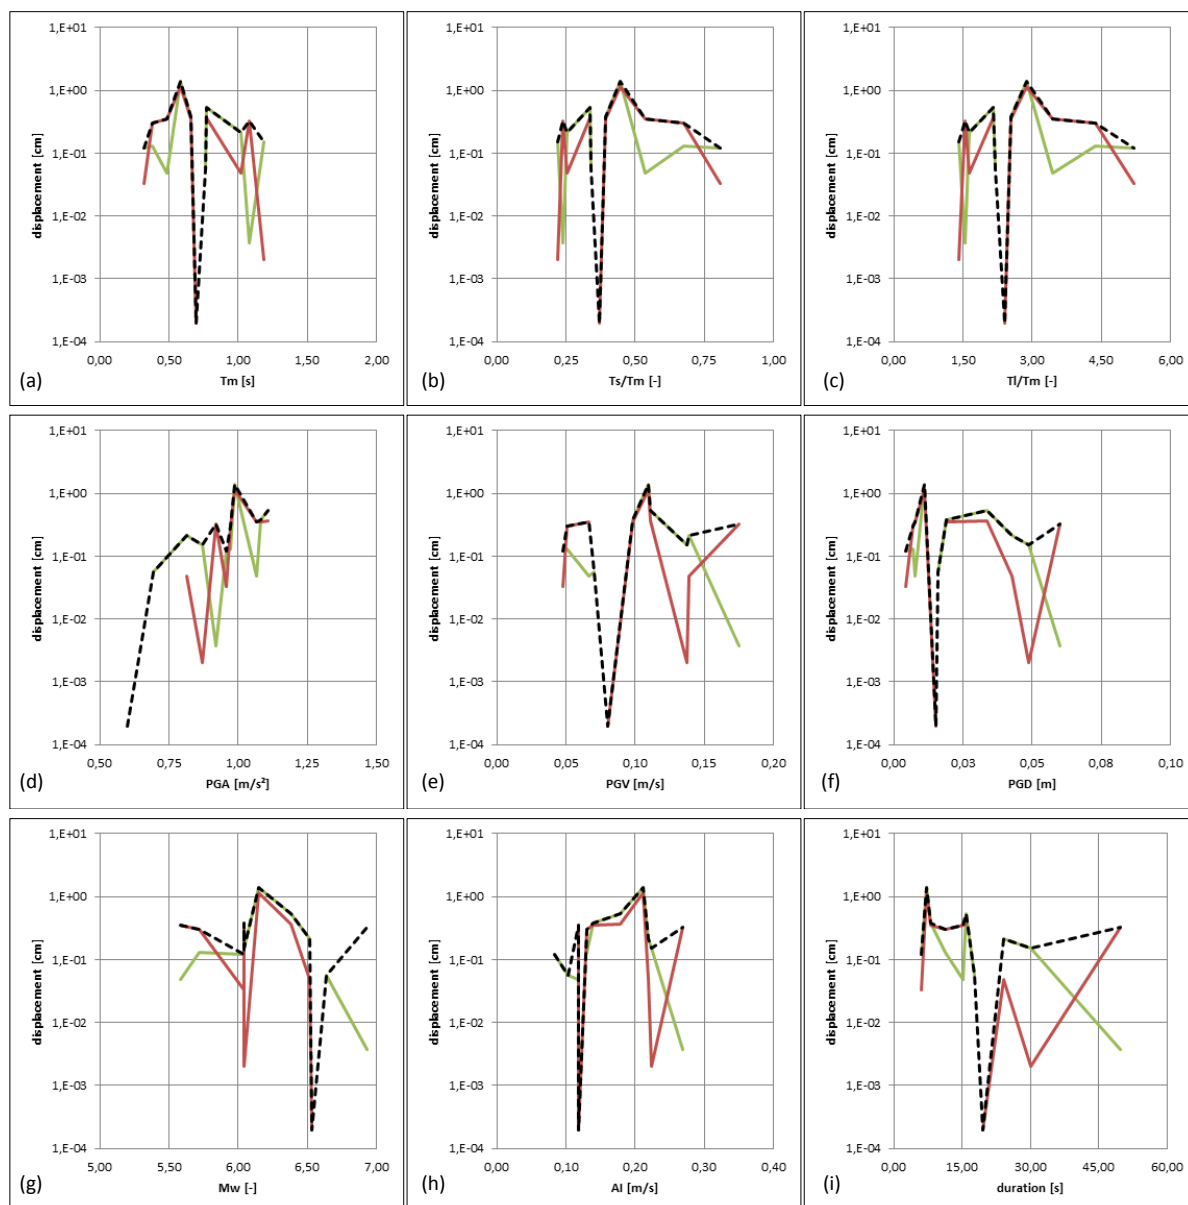 1,E+01
1,E+00
1,E-01
1,E-02
1,E-03
1,E-04
displacement [cm]
0,00 0,50 1,00 1,50 2,00
Tm [s]
(a)
1,E+01
1,E+00
1,E-01
1,E-02
1,E-03
1,E-04
displacement [cm]
0,00 0,25 0,50 0,75 1,00
Ts/Tm [-]
(b)
1,E+01
1,E+00
1,E-01
1,E-02
1,E-03
1,E-04
displacement [cm]
0,00 1,50 3,00 4,50 6,00
Tl/Tm [-]
(c)
1,E+01
1,E+00
1,E-01
1,E-02
1,E-03
1,E-04
displacement [cm]
0,50 0,75 1,00 1,25 1,50
PGA [m/s²]
(d)
1,E+01
1,E+00
1,E-01
1,E-02
1,E-03
1,E-04
displacement [cm]
0,00 0,05 0,10 0,15 0,20
PGV [m/s]
(e)
1,E+01
1,E+00
1,E-01
1,E-02
1,E-03
1,E-04
displacement [cm]
0,00 0,03 0,05 0,08 0,10
PGD [m]
(f)
1,E+01
1,E+00
1,E-01
1,E-02
1,E-03
1,E-04
displacement [cm]
5,00 5,50 6,00 6,50 7,00
Mw [-]
(g)
1,E+01
1,E+00
1,E-01
1,E-02
1,E-03
1,E-04
displacement [cm]
0,00 0,10 0,20 0,30 0,40
AI [m/s]
(h)
1,E+01
1,E+00
1,E-01
1,E-02
1,E-03
1,E-04
displacement [cm]
0,00 15,00 30,00 45,00 60,00
duration [s]
(i)